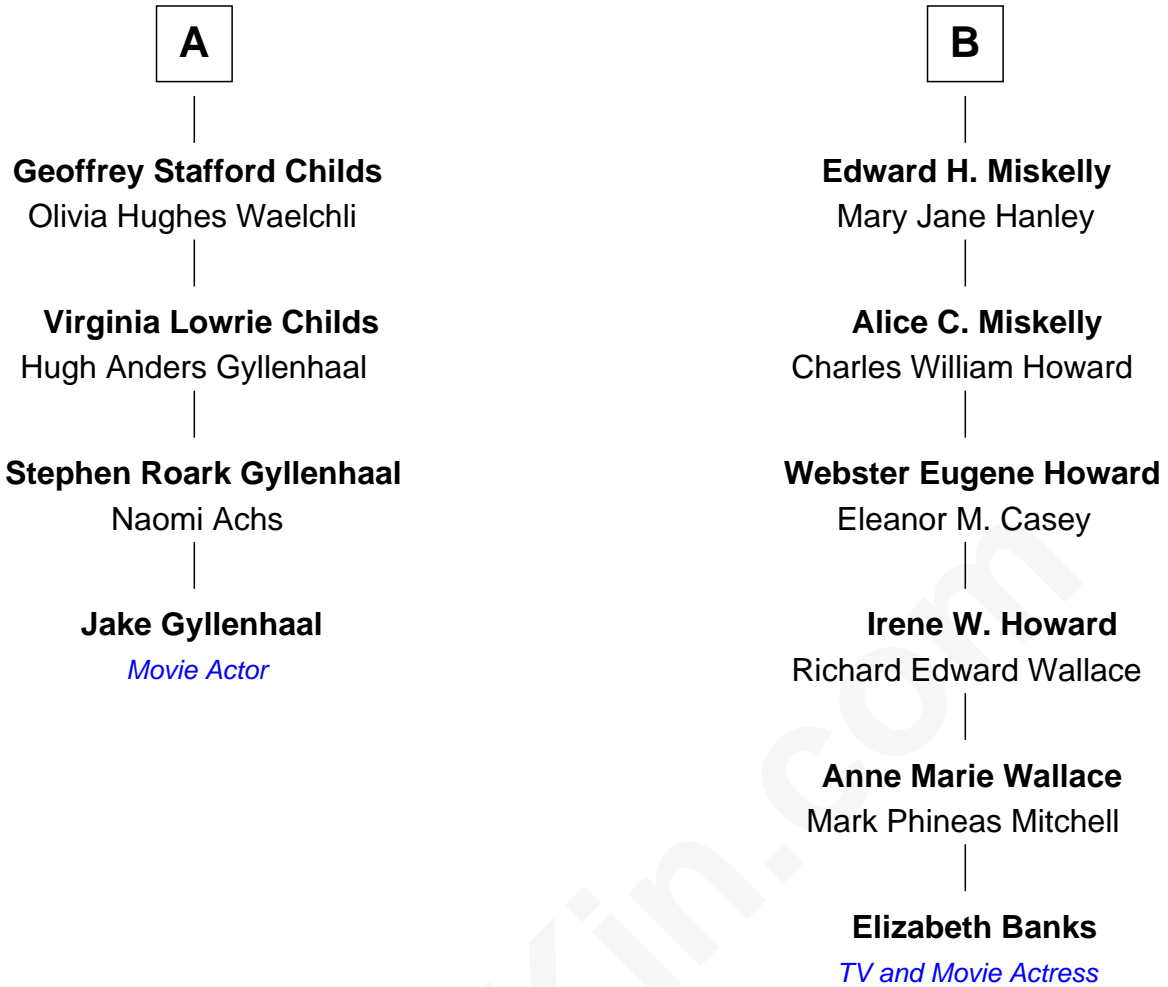 A
Geoffrey Stafford Childs
Olivia Hughes Waelchli
Virginia Lowrie Childs
Hugh Anders Gyllenhaal
Stephen Roark Gyllenhaal
Naomi Achs
Jake Gyllenhaal
Movie Actor
B
Edward H. Miskelly
Mary Jane Hanley
Alice C. Miskelly
Charles William Howard
Webster Eugene Howard
Eleanor M. Casey
Irene W. Howard
Richard Edward Wallace
Anne Marie Wallace
Mark Phineas Mitchell
Elizabeth Banks
TV and Movie Actress
Kin.com